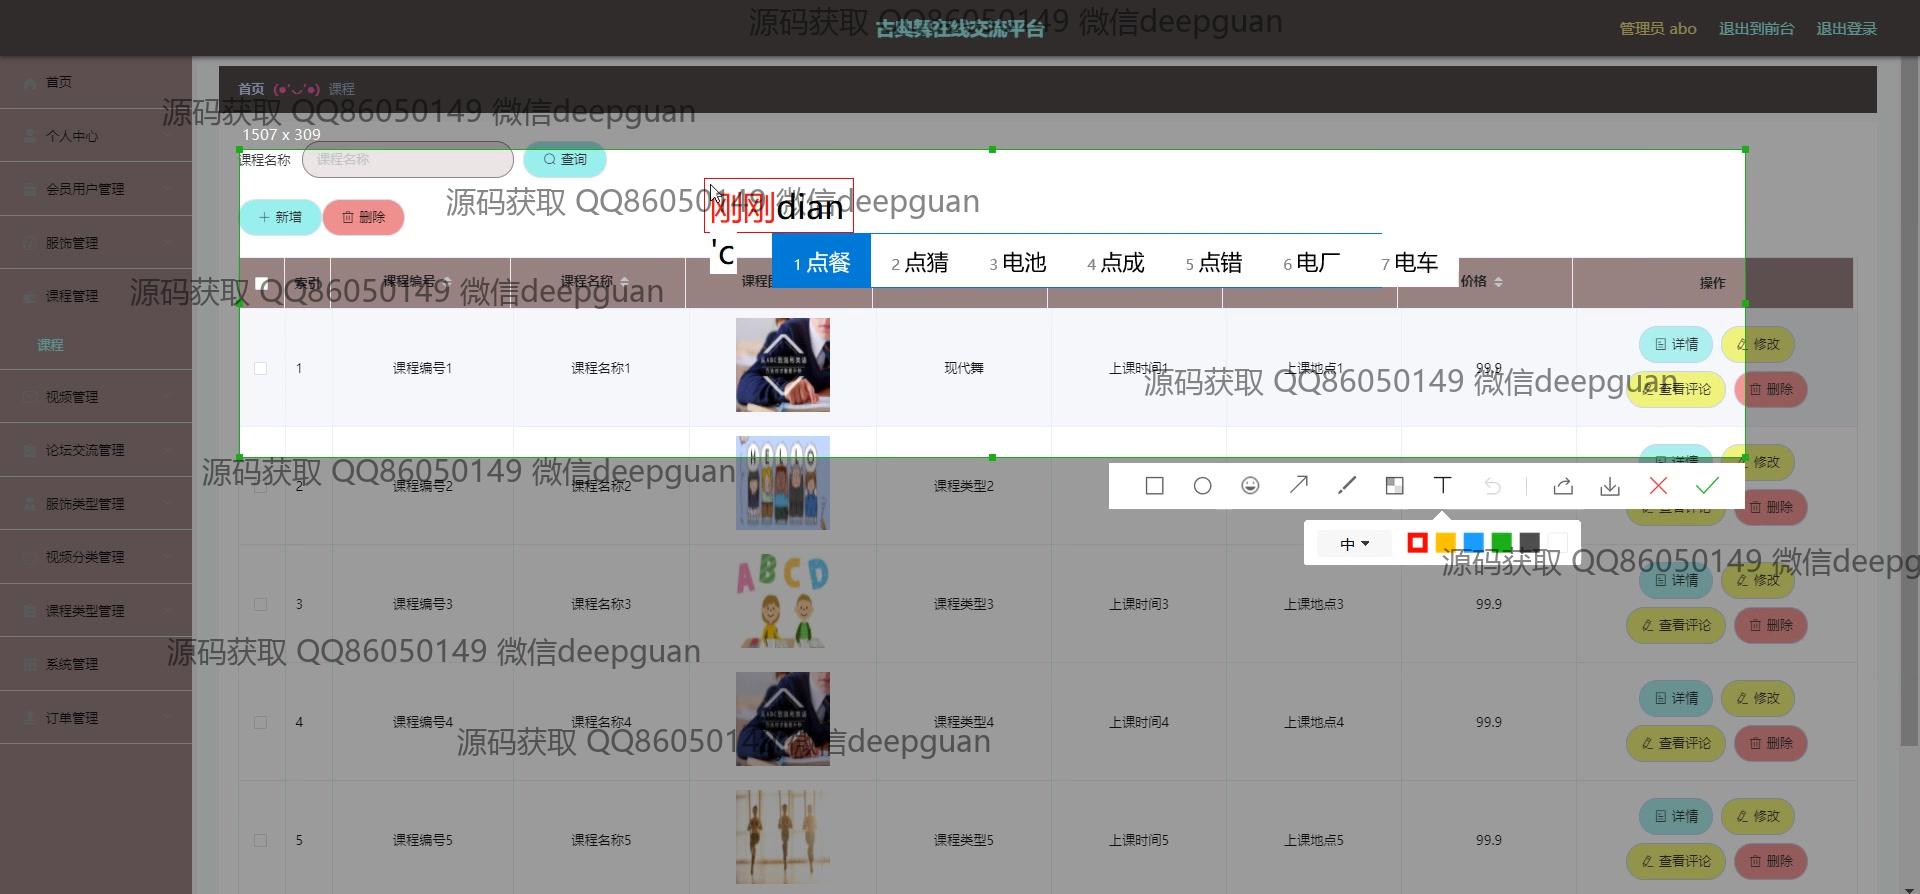 古典舞在线交流平台
管理员 abo 退出到前台 退出登录
源码获取 QQ86050149 微信deepguan
首页
个人中心
会员用户管理
服饰管理
课程管理
课程
视频管理
论坛交流管理
服饰类型管理
视频分类管理
课程类型管理
系统管理
订单管理
首页 (●'◡'●) 课程
源码获取 QQ86050149 微信deepguan
1507 x 309
课程名称 课程名称 查询
源码获取 QQ86050149 微信deepguan
刚刚dian
'c
新增 删除
1 点餐 2 点猜 3 电池 4 点成 5 点错 6 电厂 7 电车
索引 课程编号 课程名称 价格 操作
源码获取 QQ86050149 微信deepguan
1 课程编号1 课程名称1 现代舞 上课时间1 上课地点1 99.9 详情 修改
查看评论 删除
源码获取 QQ86050149 微信deepguan
HELLO
2 课程编号2 课程名称2 课程类型2 详情 修改
查看评论 删除
源码获取 QQ86050149 微信deepguan
中
源码获取 QQ86050149 微信deepg
ABCD
3 课程编号3 课程名称3 课程类型3 上课时间3 上课地点3 99.9 详情 修改
查看评论 删除
源码获取 QQ86050149 微信deepguan
4 课程编号4 课程名称4 课程类型4 上课时间4 上课地点4 99.9 详情 修改
查看评论 删除
源码获取 QQ86050149 微信deepguan
5 课程编号5 课程名称5 课程类型5 上课时间5 上课地点5 99.9 详情 修改
查看评论 删除